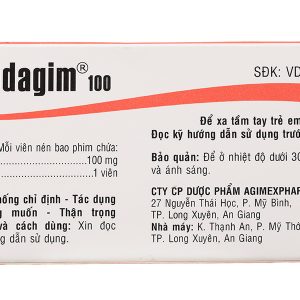 dagim® 100
SĐK: VD
Mỗi viên nén bao phim chứa:
100 mg
1 viên
chỉ định - Tác dụng
muốn - Thận trọng
và cách dùng: Xin đọc
dẫn sử dụng.
Để xa tầm tay trẻ em
Đọc kỹ hướng dẫn sử dụng trướ
Bảo quản: Để ở nhiệt độ dưới 30
và ánh sáng.
CTY CP DƯỢC PHẨM AGIMEXPHAR
27 Nguyễn Thái Học, P. Mỹ Bình,
TP. Long Xuyên, An Giang
Nhà máy: K. Thạnh An, P. Mỹ Thớ
TP. Long Xuyên, An Giang